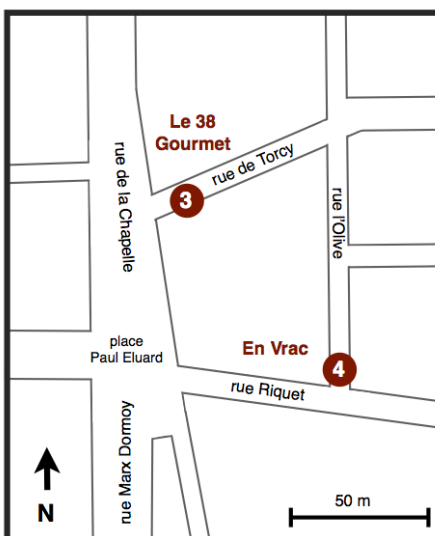 Le 38
Gourmet
rue de Torcy
3
rue de la Chapelle
rue l'Olive
place
Paul Eluard
En Vrac
4
rue Riquet
rue Marx Dormoy
N
50 m